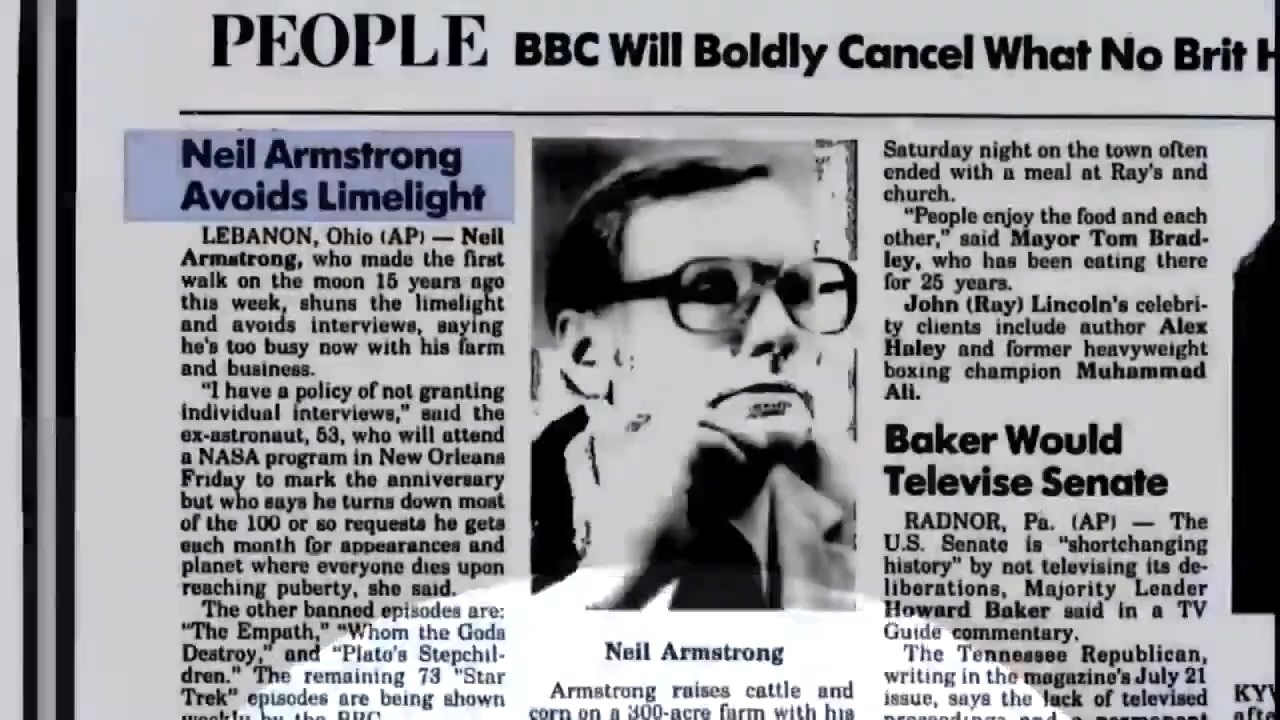 PEOPLE BBC Will Boldly Cancel What No Brit H
Neil Armstrong
Avoids Limelight
LEBANON, Ohio (AP) — Neil
Armstrong, who made the first
walk on the moon 15 years ago
this week, shuns the limelight
and avoids interviews, saying
he's too busy now with his farm
and business.
"I have a policy of not granting
individual interviews," said the
ex-astronaut, 53, who will attend
a NASA program in New Orleans
Friday to mark the anniversary
but who says he turns down most
of the 100 or so requests he gets
each month for appearances and
planet where everyone dies upon
reaching puberty, she said.
The other banned episodes are:
"The Empath," "Whom the Gods
Destroy," and "Plato's Stepchil-
dren." The remaining 73 "Star
Trek" episodes are being shown
weekly by the BBC.
Neil Armstrong
Armstrong raises cattle and
corn on a 300-acre farm with his
Saturday night on the town often
ended with a meal at Ray's and
church.
"People enjoy the food and each
other," said Mayor Tom Brad-
ley, who has been eating there
for 25 years.
John (Ray) Lincoln's celebri-
ty clients include author Alex
Haley and former heavyweight
boxing champion Muhammad
Ali.
Baker Would
Televise Senate
RADNOR, Pa. (AP) — The
U.S. Senate is "shortchanging
history" by not televising its de-
liberations, Majority Leader
Howard Baker said in a TV
Guide commentary.
The Tennessee Republican,
writing in the magazine's July 21
issue, says the lack of televised
KYW
afte